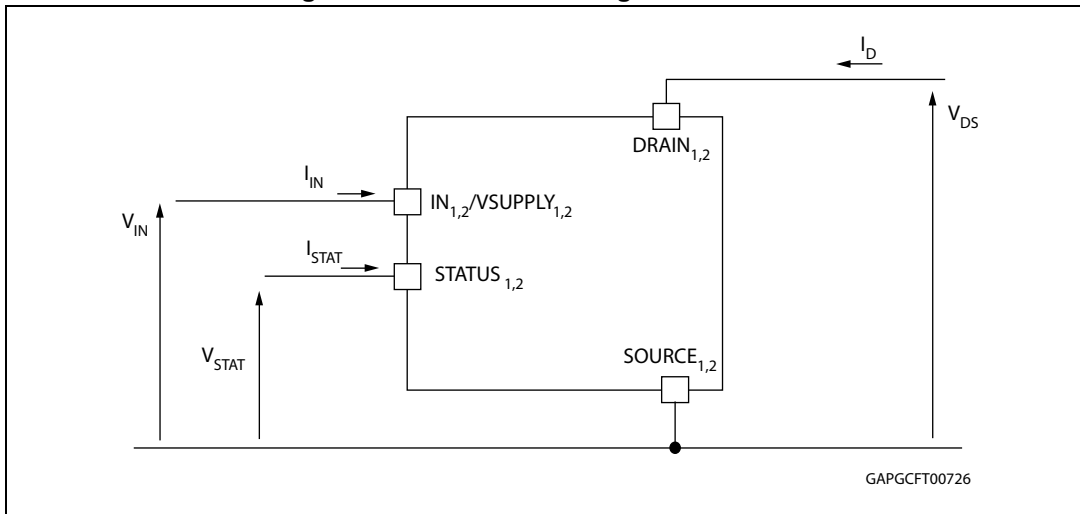 I_D
V_DS
DRAIN_1,2
I_IN
IN_1,2/VSUPPLY_1,2
V_IN
I_STAT
STATUS_1,2
V_STAT
SOURCE_1,2
GAPGCFT00726